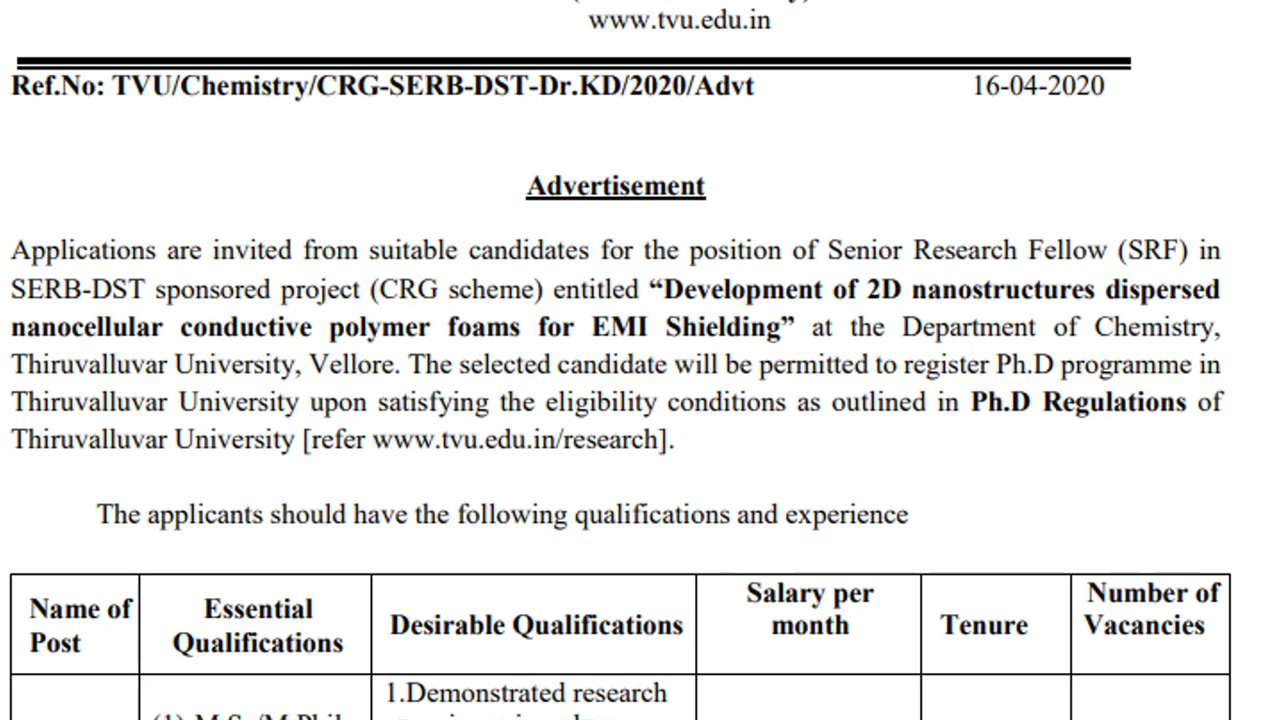 www.tvu.edu.in
Ref.No: TVU/Chemistry/CRG-SERB-DST-Dr.KD/2020/Advt 16-04-2020
Advertisement
Applications are invited from suitable candidates for the position of Senior Research Fellow (SRF) in
SERB-DST sponsored project (CRG scheme) entitled “Development of 2D nanostructures dispersed
nanocellular conductive polymer foams for EMI Shielding” at the Department of Chemistry,
Thiruvalluvar University, Vellore. The selected candidate will be permitted to register Ph.D programme in
Thiruvalluvar University upon satisfying the eligibility conditions as outlined in Ph.D Regulations of
Thiruvalluvar University [refer www.tvu.edu.in/research].
The applicants should have the following qualifications and experience
Name of
Post
Essential
Qualifications
Desirable Qualifications
Salary per
month
Tenure
Number of
Vacancies
1.Demonstrated research